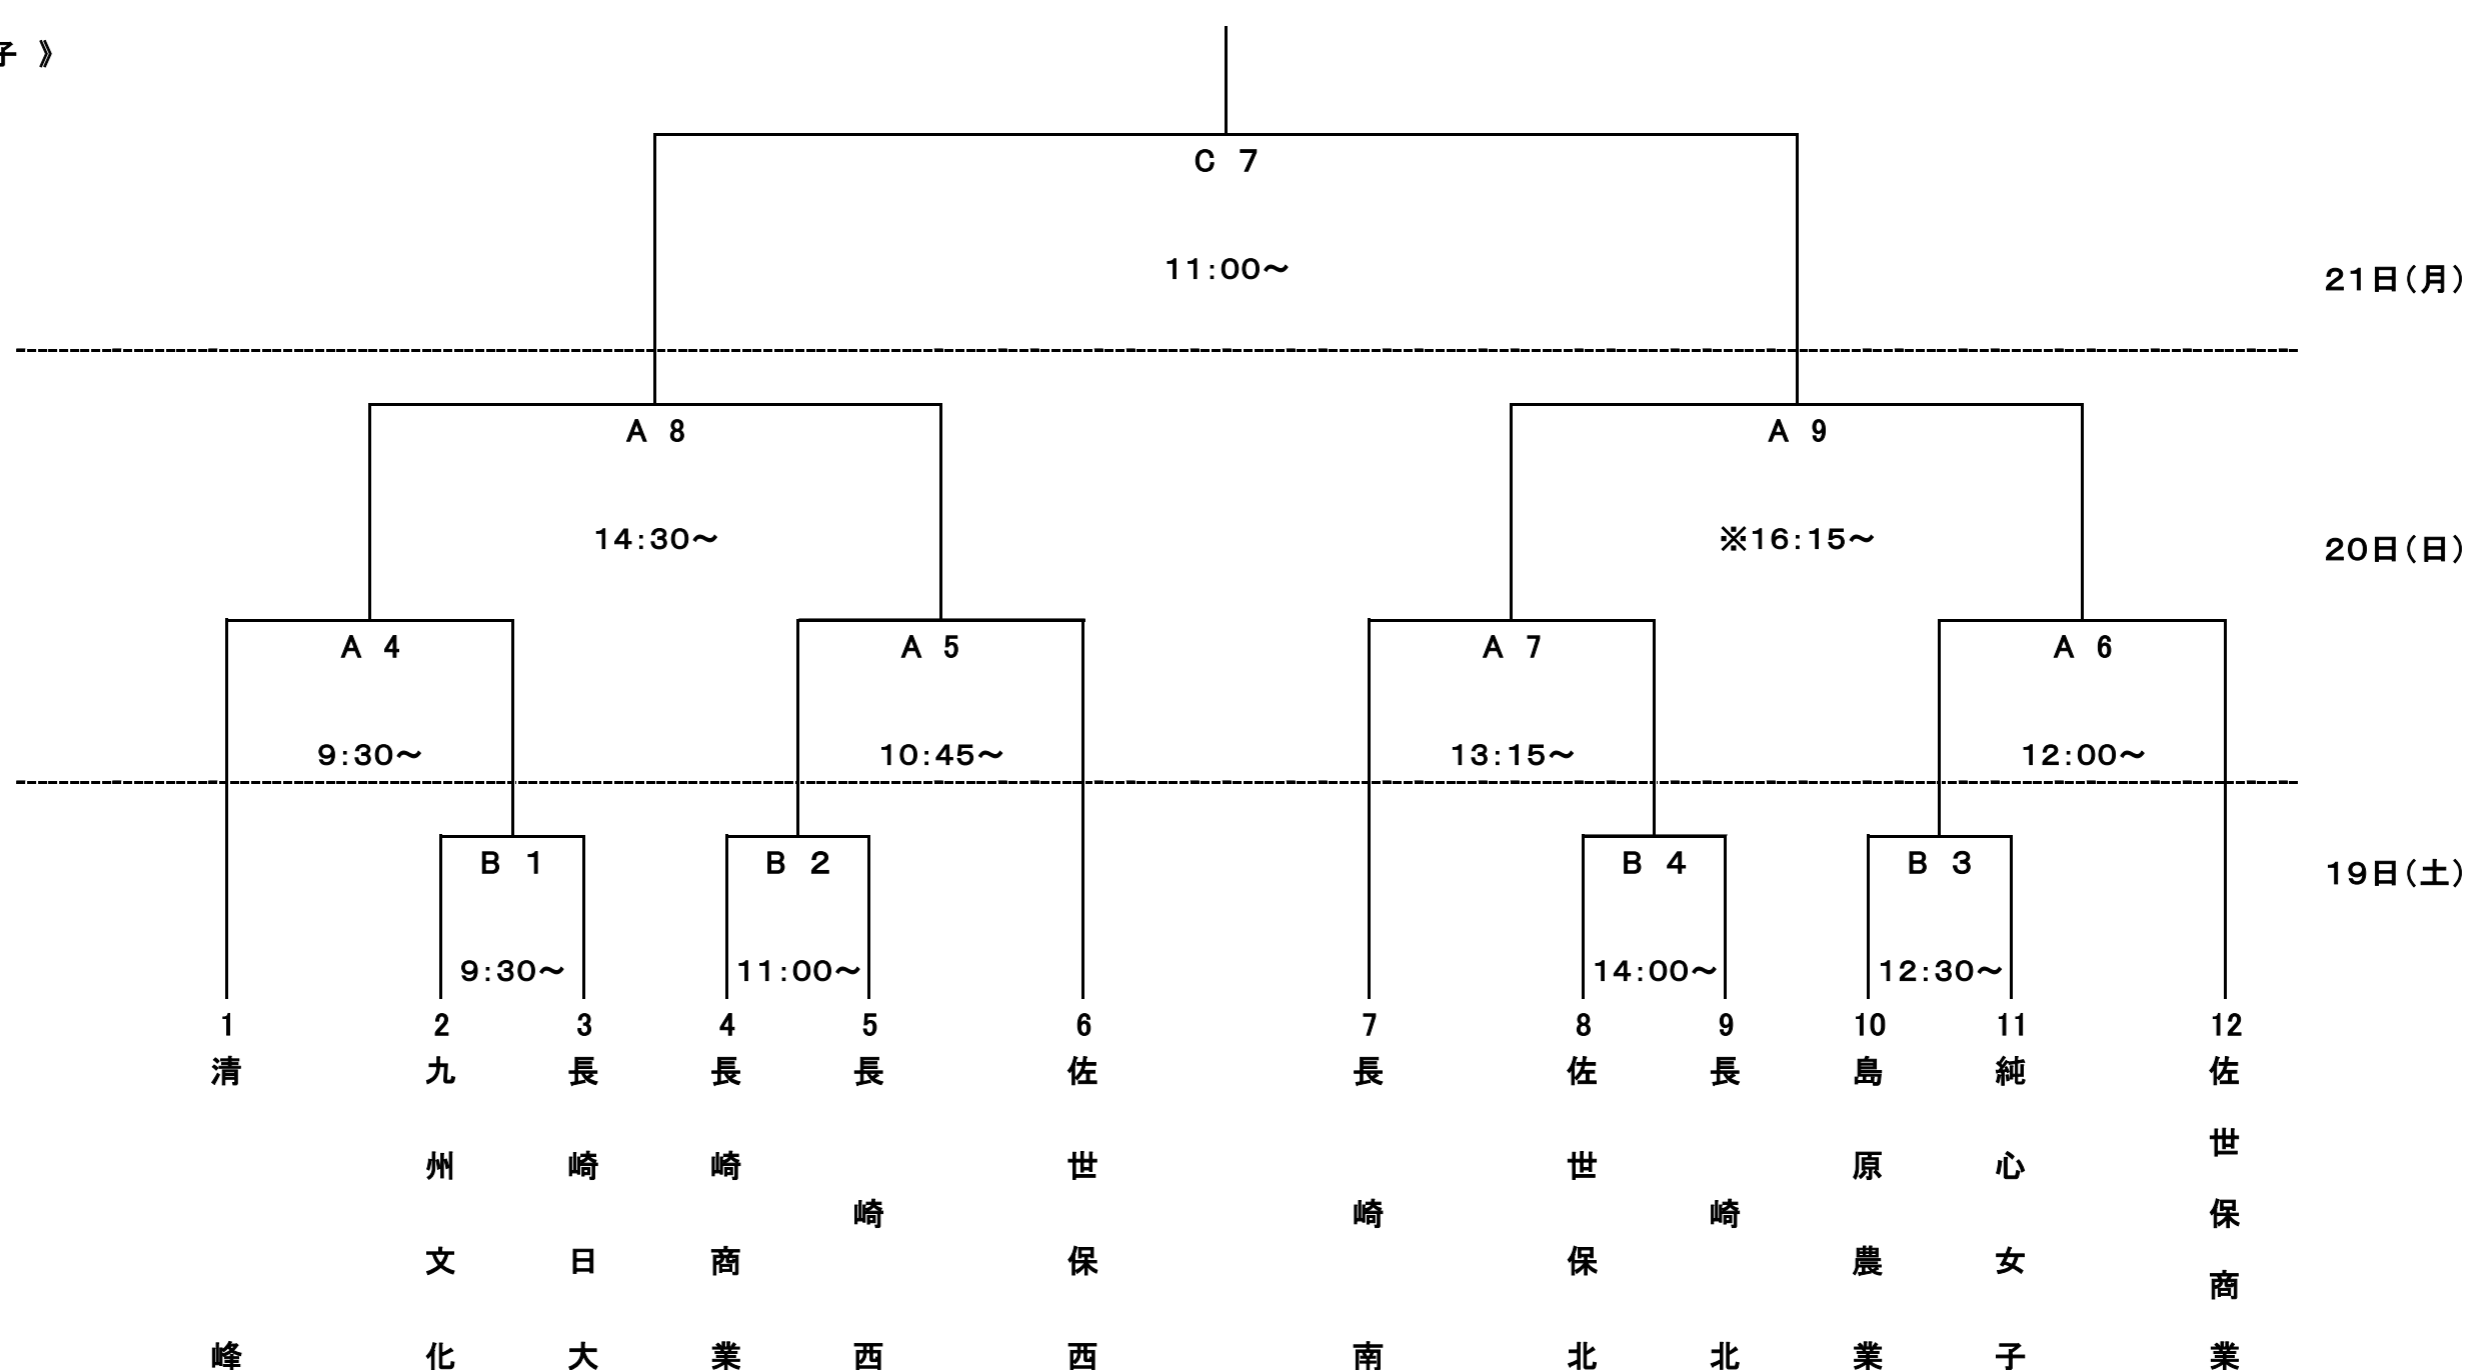 子 》
C 7
11:00～
21日(月)
A 8
A 9
14:30～
※16:15～
20日(日)
A 4
A 5
A 7
A 6
9:30～
10:45～
13:15～
12:00～
B 1
B 2
B 4
B 3
19日(土)
9:30～
11:00～
14:00～
12:30～
1
2
3
4
5
6
7
8
9
10
11
12
清峰
九州文化
長崎日大
長崎商業
長崎西
佐世保西
長崎南
佐世保北
長崎北
島原農業
純心女子
佐世保商業